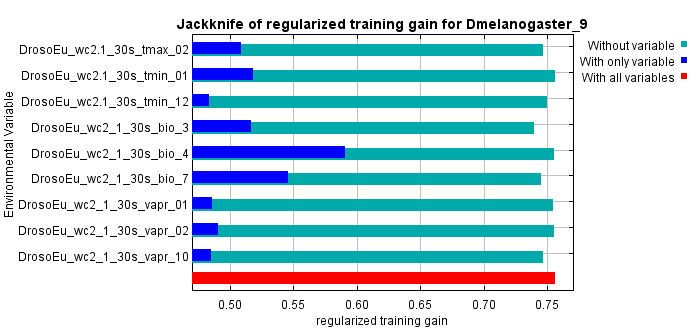 Jackknife of regularized training gain for Dmelanogaster_9
Environmental Variable
DrosoEu_wc2.1_30s_tmax_02
DrosoEu_wc2.1_30s_tmin_01
DrosoEu_wc2.1_30s_tmin_12
DrosoEu_wc2_1_30s_bio_3
DrosoEu_wc2_1_30s_bio_4
DrosoEu_wc2_1_30s_bio_7
DrosoEu_wc2_1_30s_vapr_01
DrosoEu_wc2_1_30s_vapr_02
DrosoEu_wc2_1_30s_vapr_10
0.50 0.55 0.60 0.65 0.70 0.75
regularized training gain
Without variable
With only variable
With all variables